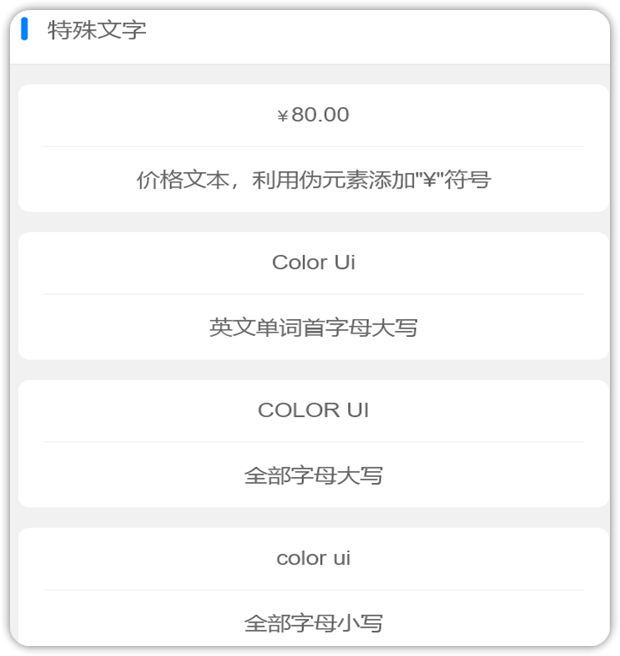 特殊文字
¥80.00
价格文本，利用伪元素添加"¥"符号
Color Ui
英文单词首字母大写
COLOR UI
全部字母大写
color ui
全部字母小写